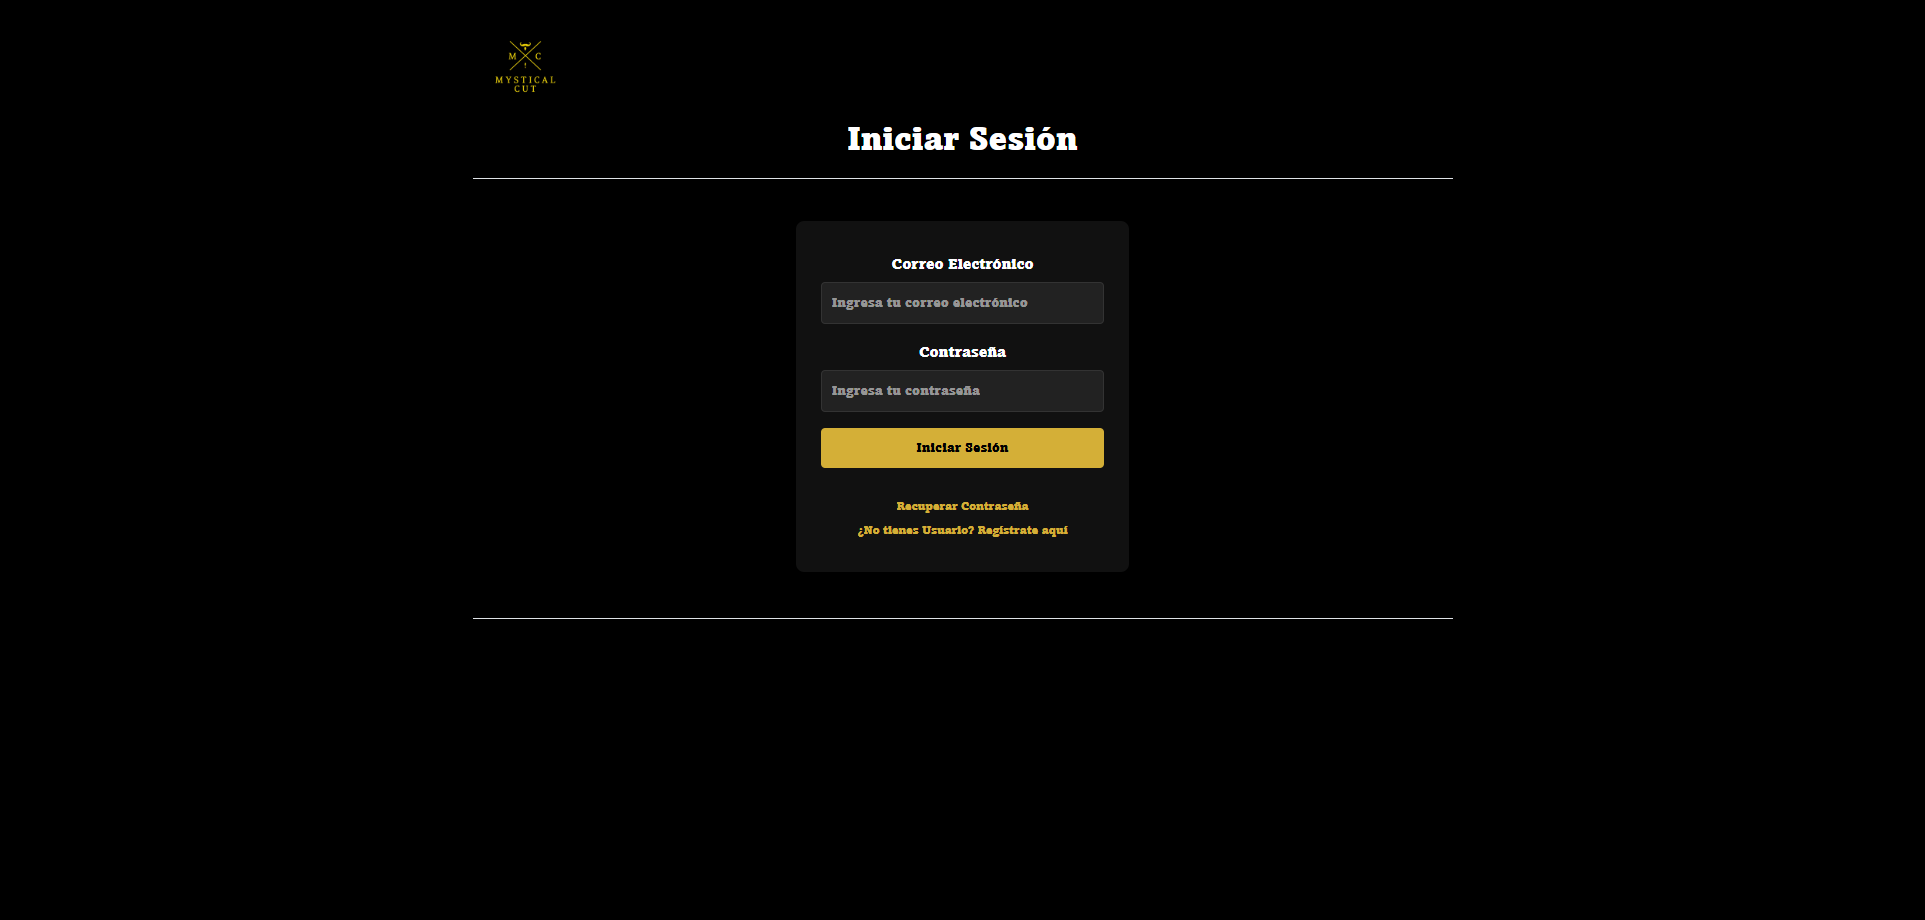 M C
MYSTICAL
CUT
Iniciar Sesión
Correo Electrónico
Ingresa tu correo electrónico
Contraseña
Ingresa tu contraseña
Iniciar Sesión
Recuperar Contraseña
¿No tienes Usuario? Regístrate aquí